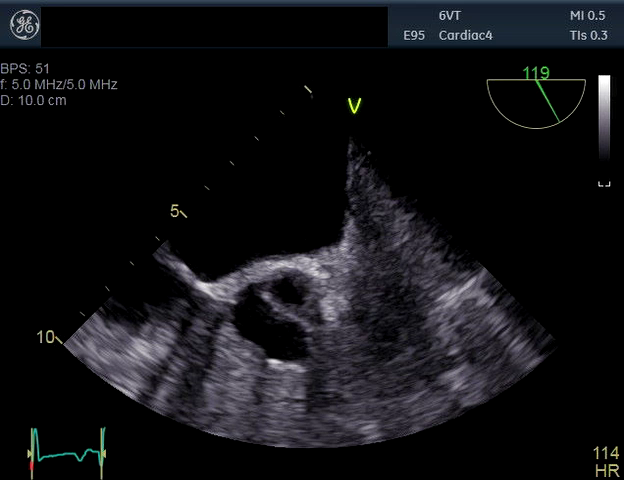 GE
6VT
MI 0.5
E95
Cardiac4
TIs 0.3
BPS: 51
f: 5.0 MHz/5.0 MHz
D: 10.0 cm
119
V
5
10
114
HR